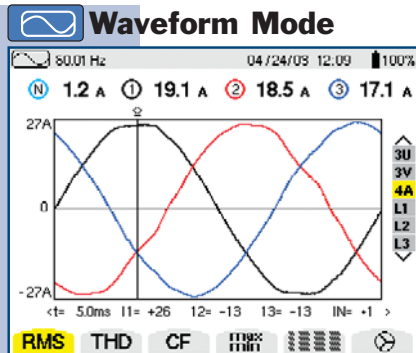 Waveform Mode
60.01 Hz 04/24/03 12:09 100%
N 1.2 A 1 19.1 A 2 18.5 A 3 17.1 A
27A
0
-27A
3U
3V
4A
L1
L2
L3
<t= 5.0ms I1= +26 I2= -13 I3= -13 IN= +1 >
RMS THD CF max min